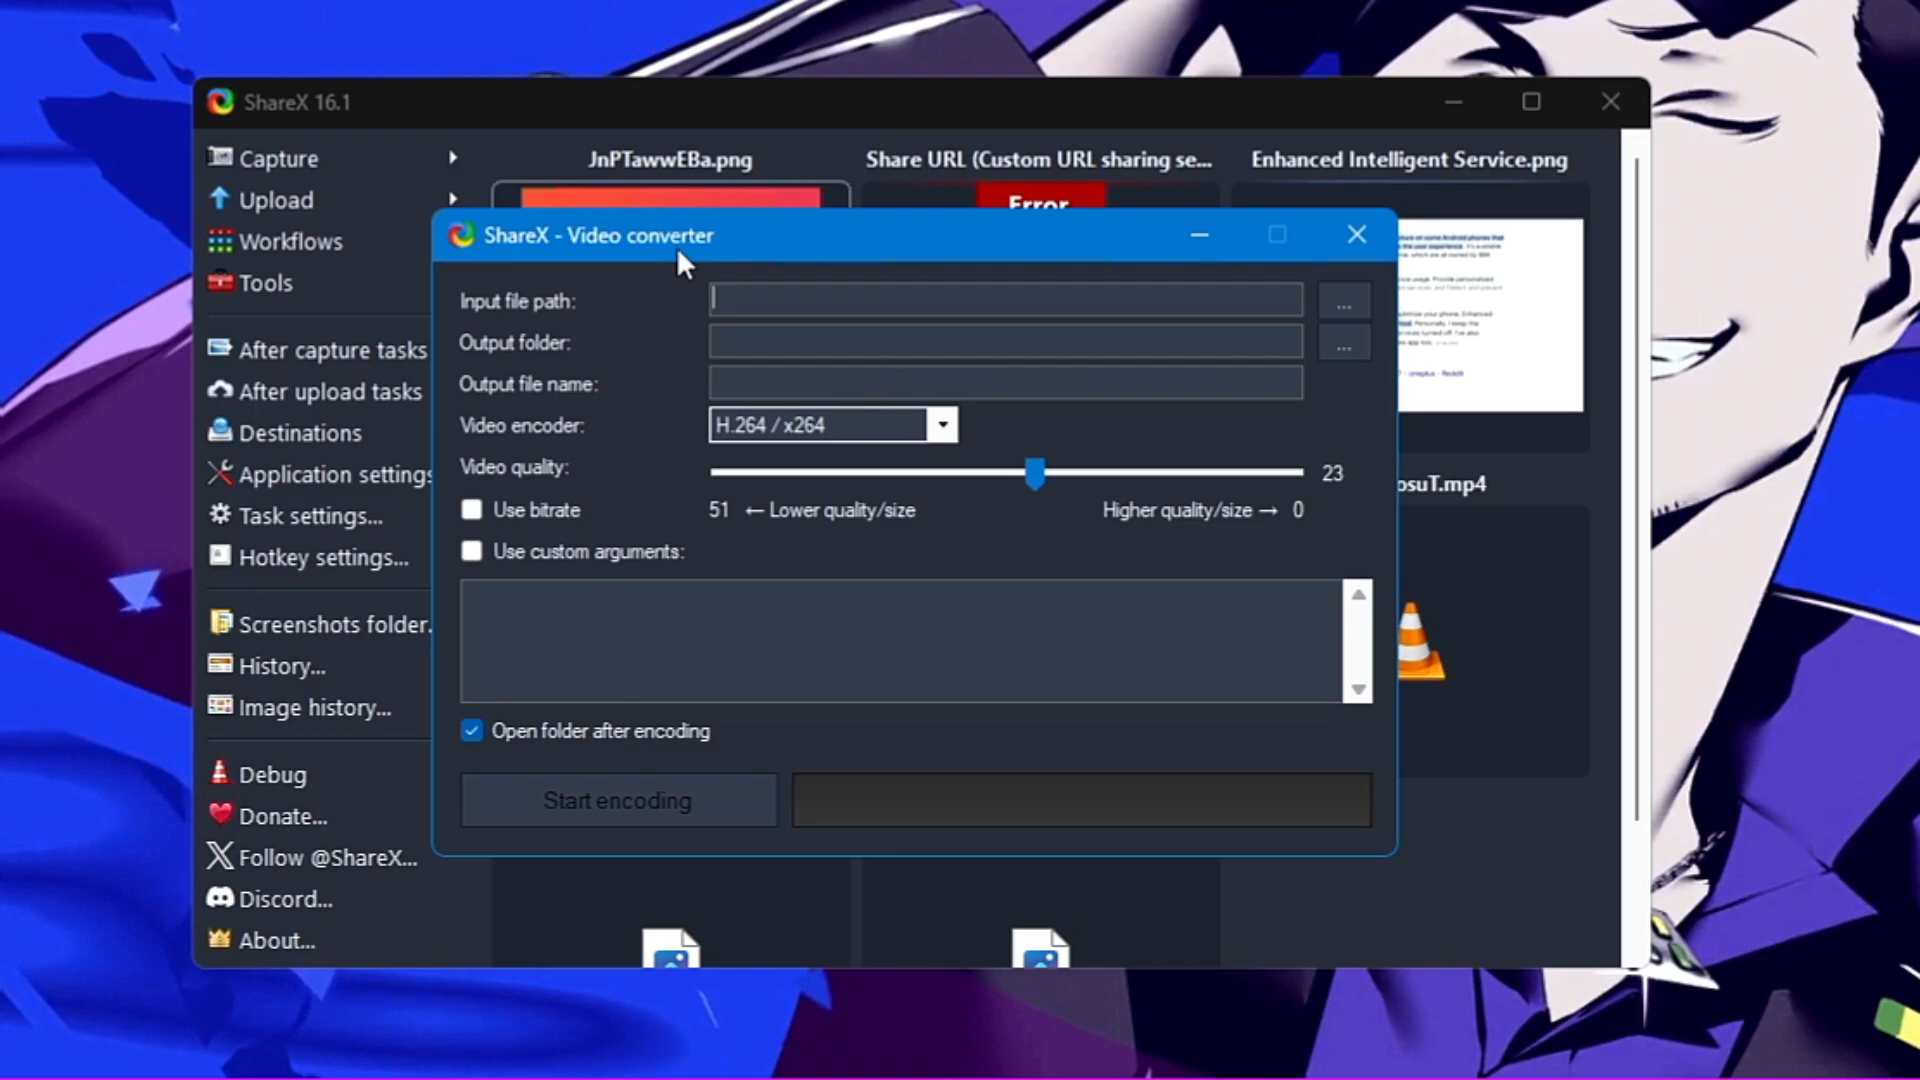 ShareX 16.1
Capture
Upload
Workflows
Tools
After capture tasks
After upload tasks
Destinations
Application settings
Task settings...
Hotkey settings...
Screenshots folder.
History...
Image history...
Debug
Donate...
Follow @ShareX...
Discord...
About...
JnPTawwEBa.png
Share URL (Custom URL sharing se...
Enhanced Intelligent Service.png
Error
osuT.mp4
ShareX - Video converter
Input file path:
...
Output folder:
...
Output file name:
Video encoder:
H.264 / x264
Video quality:
23
Use bitrate
51 ← Lower quality/size
Higher quality/size → 0
Use custom arguments:
Open folder after encoding
Start encoding